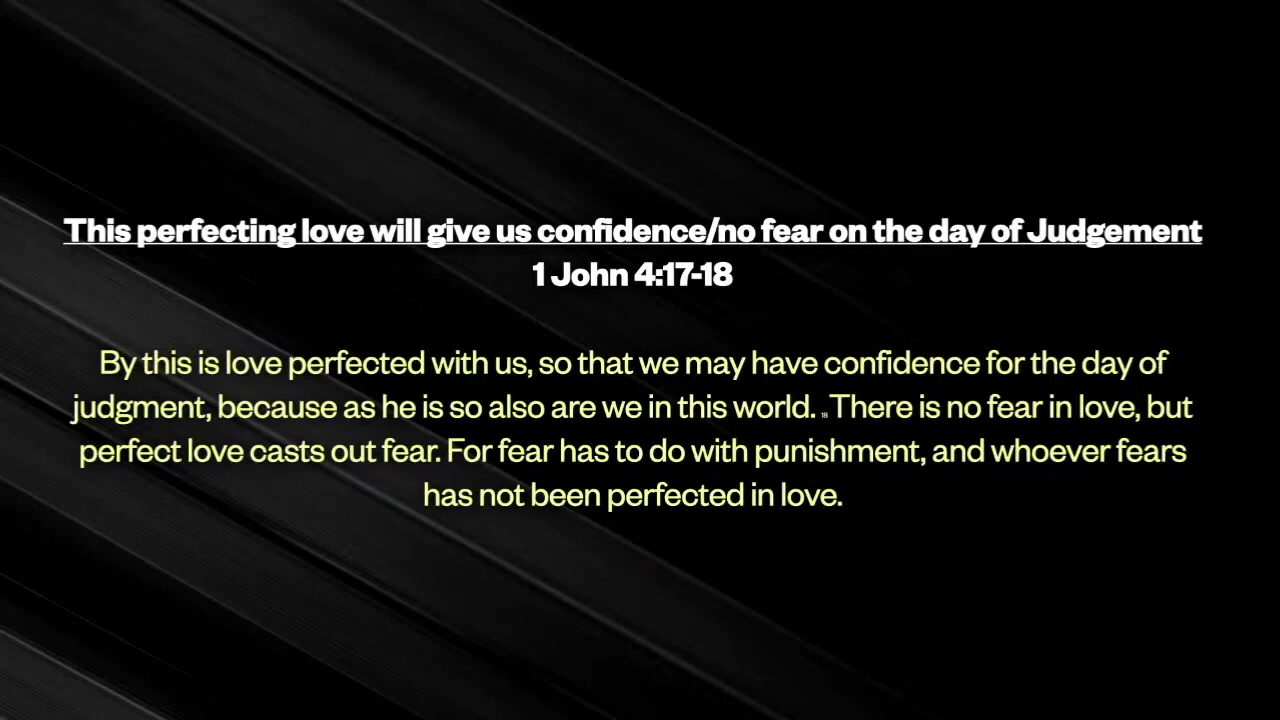 This perfecting love will give us confidence/no fear on the day of Judgement
1 John 4:17-18
By this is love perfected with us, so that we may have confidence for the day of
judgment, because as he is so also are we in this world. 18 There is no fear in love, but
perfect love casts out fear. For fear has to do with punishment, and whoever fears
has not been perfected in love.